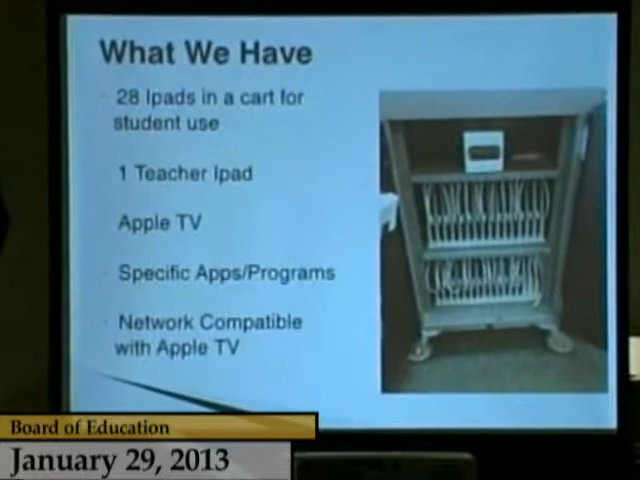 What We Have
28 Ipads in a cart for
student use
1 Teacher Ipad
Apple TV
Specific Apps/Programs
Network Compatible
with Apple TV
Board of Education
January 29, 2013